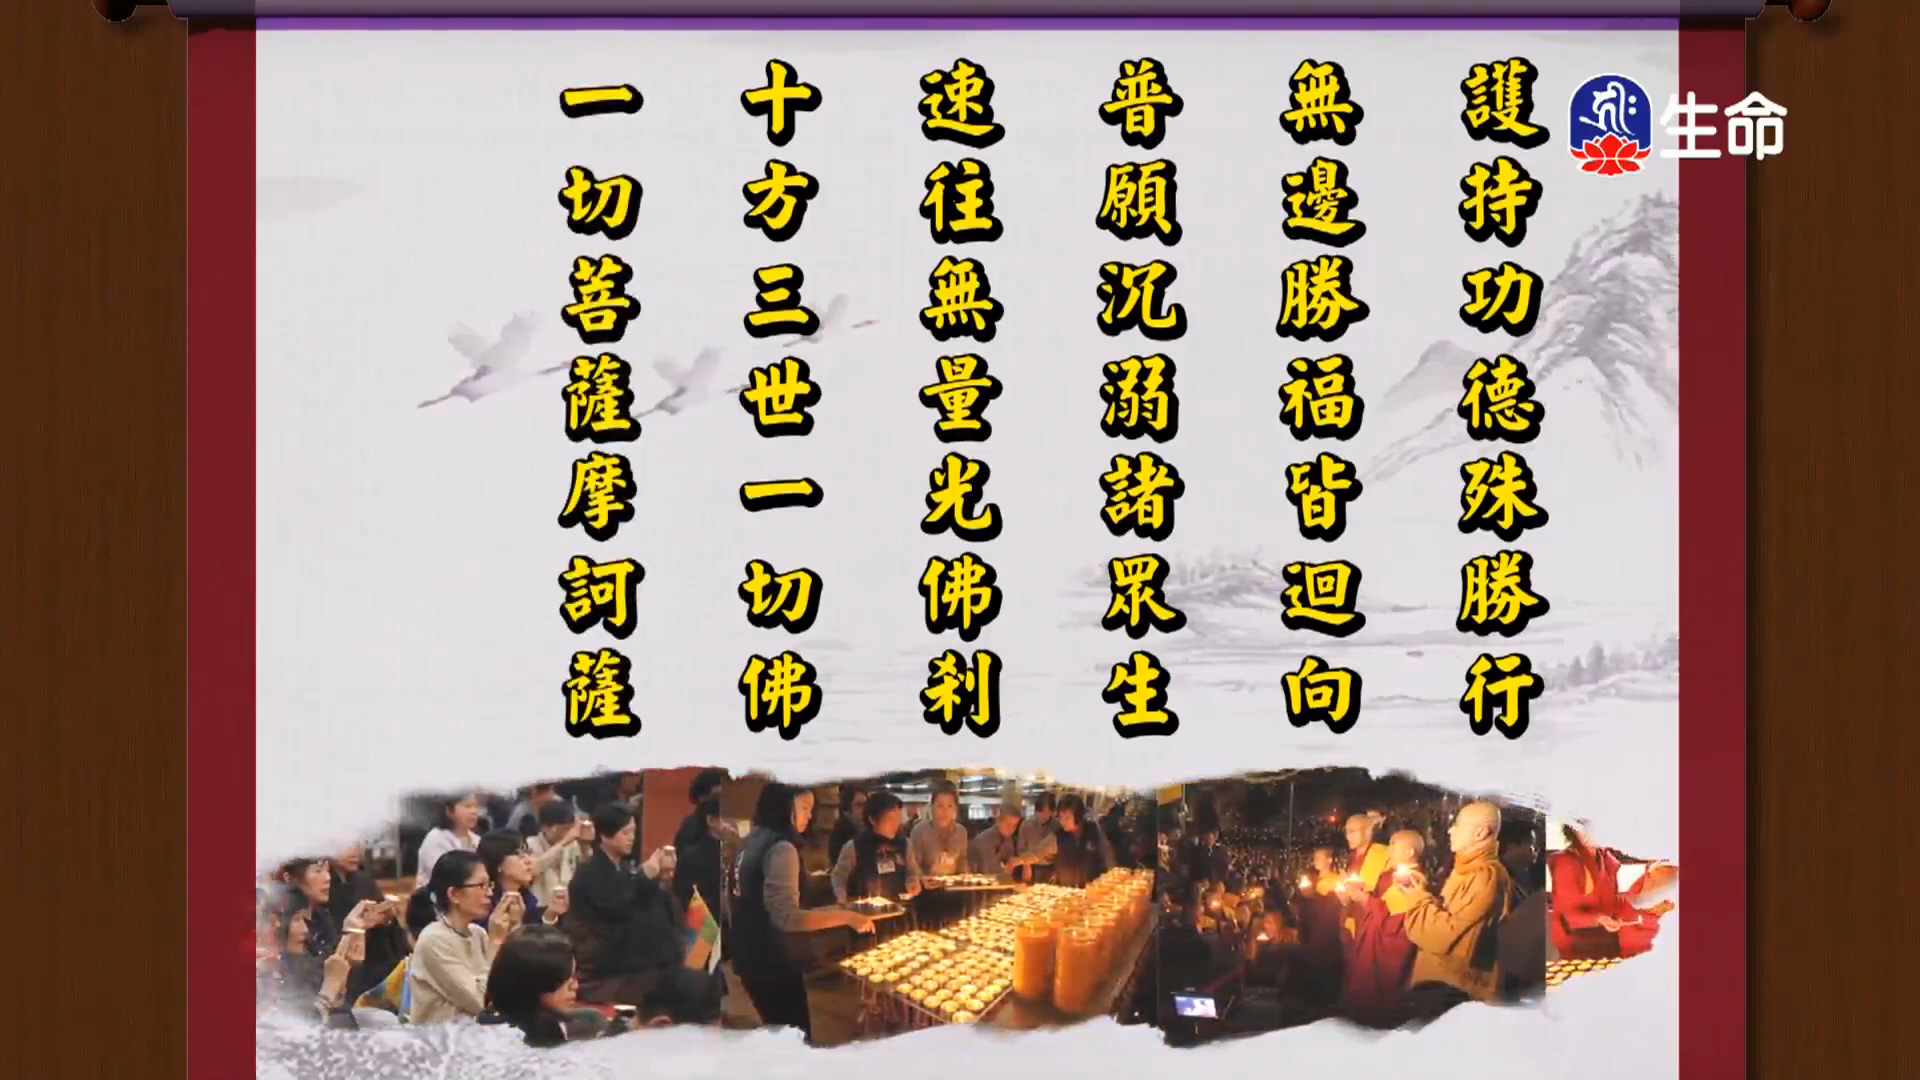 護持功德殊勝行
無邊勝福皆迴向
普願沉溺諸眾生
速往無量光佛剎
十方三世一切佛
一切菩薩摩訶薩
生命